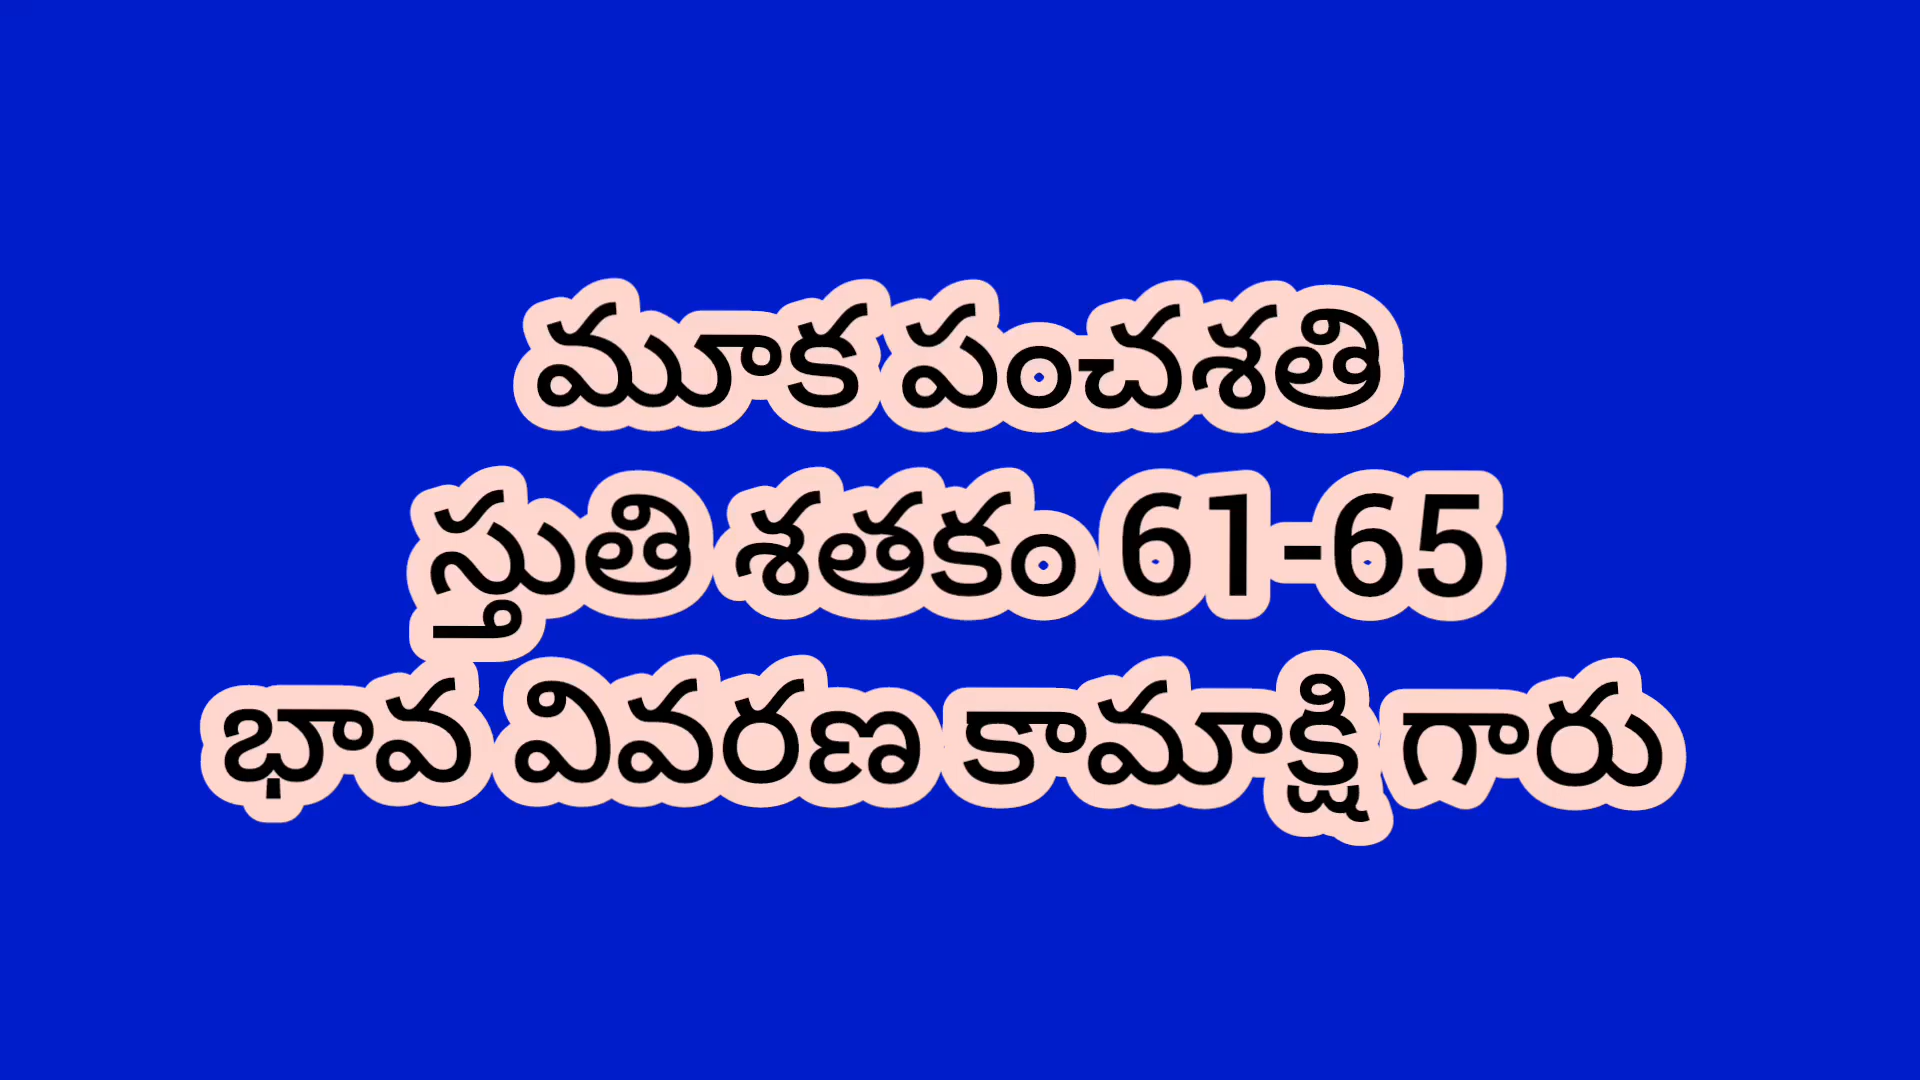 మూక పంచశతి
స్తుతి శతకం 61-65
భావ వివరణ కామాక్షి గారు